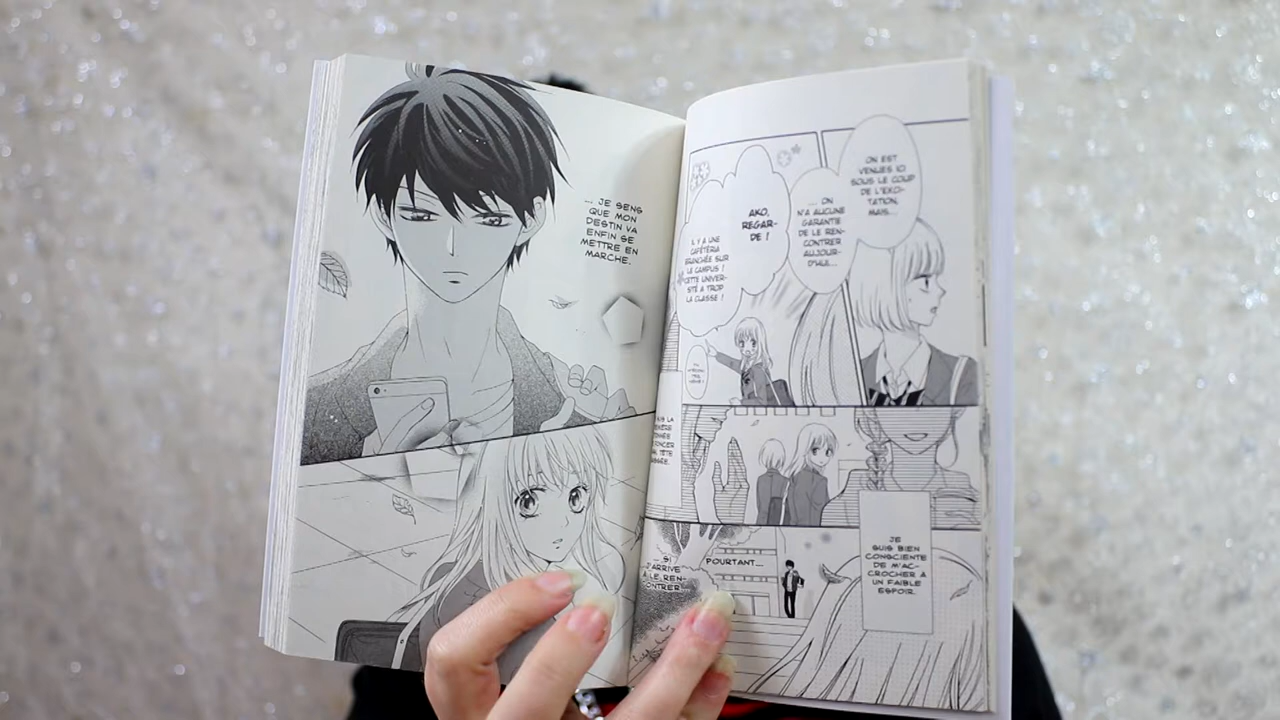 ON EST
VENUES ICI
SOUS LE COUP
DE L'EXCI-
TATION,
MAIS...
... ON
N'A AUCUNE
GARANTIE
DE LE REN-
CONTRER
AUJOUR-
D'HUI...
AKO,
REGAR-
DE !
IL Y A UNE
CAFÉTÉRIA
BRANCHÉE SUR
LE CAMPUS !
CETTE UNIVER-
SITÉ A TROP
LA CLASSE !
JE
SUIS BIEN
CONSCIENTE
DE M'AC-
CROCHER À
UN FAIBLE
ESPOIR.
POURTANT...
... SI
J'ARRIVE
À LE REN-
CONTRER
... JE SENS
QUE MON
DESTIN VA
ENFIN SE
METTRE EN
MARCHE.